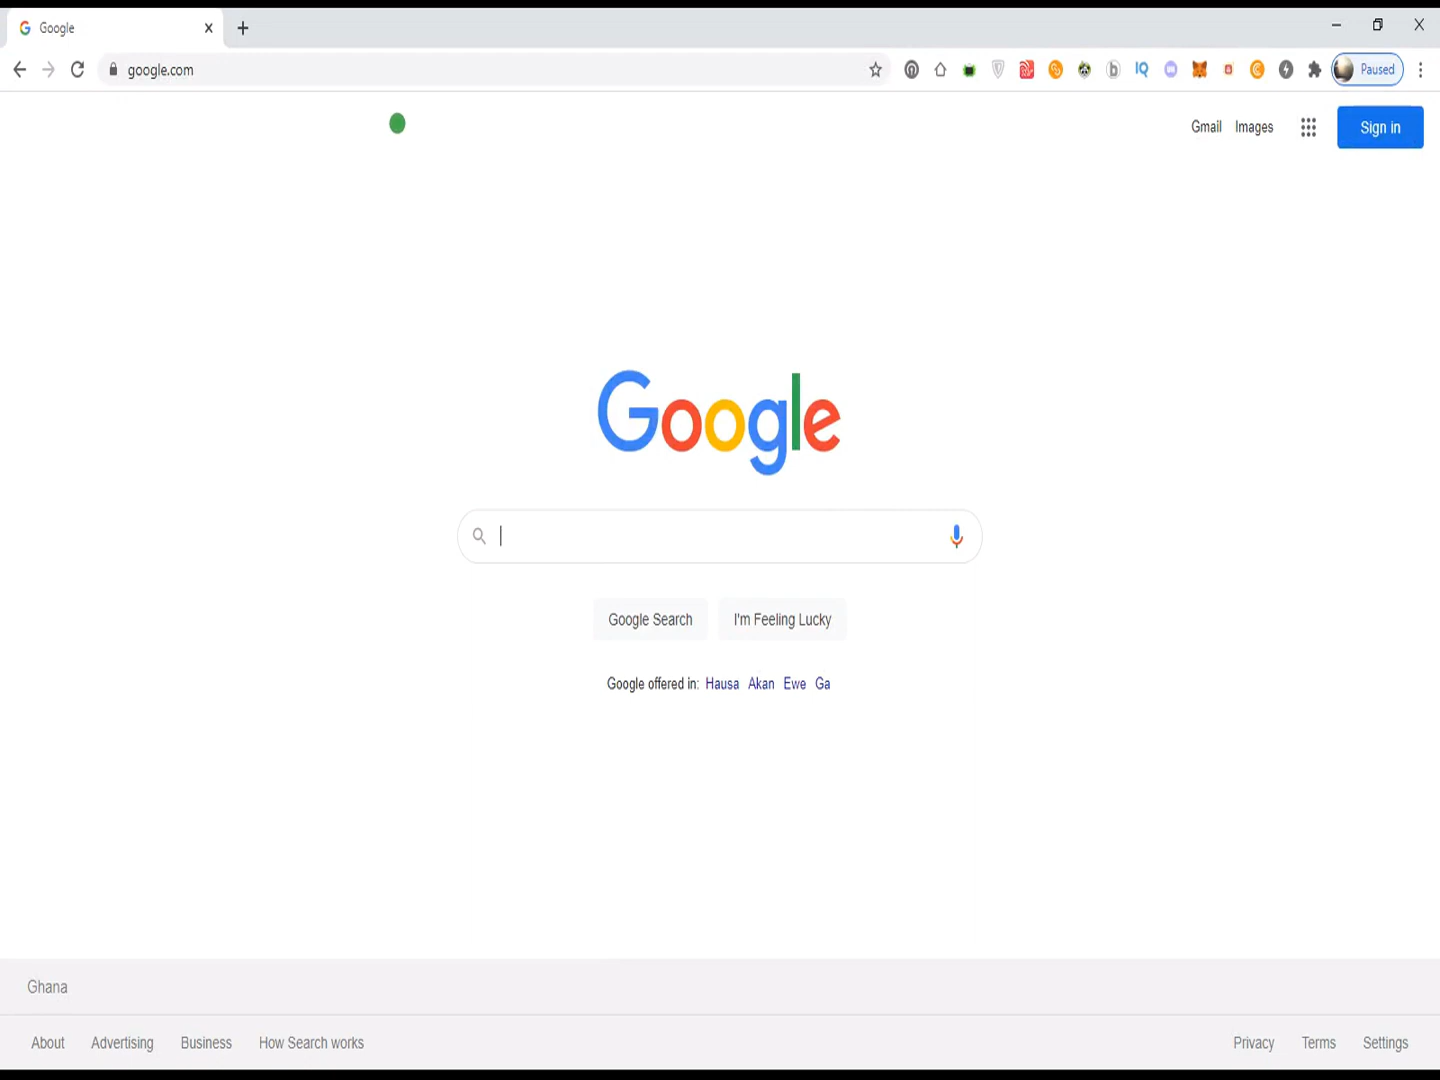 Google
google.com
IQ
Paused
Gmail Images
Sign in
Google
Google Search I'm Feeling Lucky
Google offered in: Hausa Akan Ewe Ga
Ghana
About Advertising Business How Search works
Privacy Terms Settings